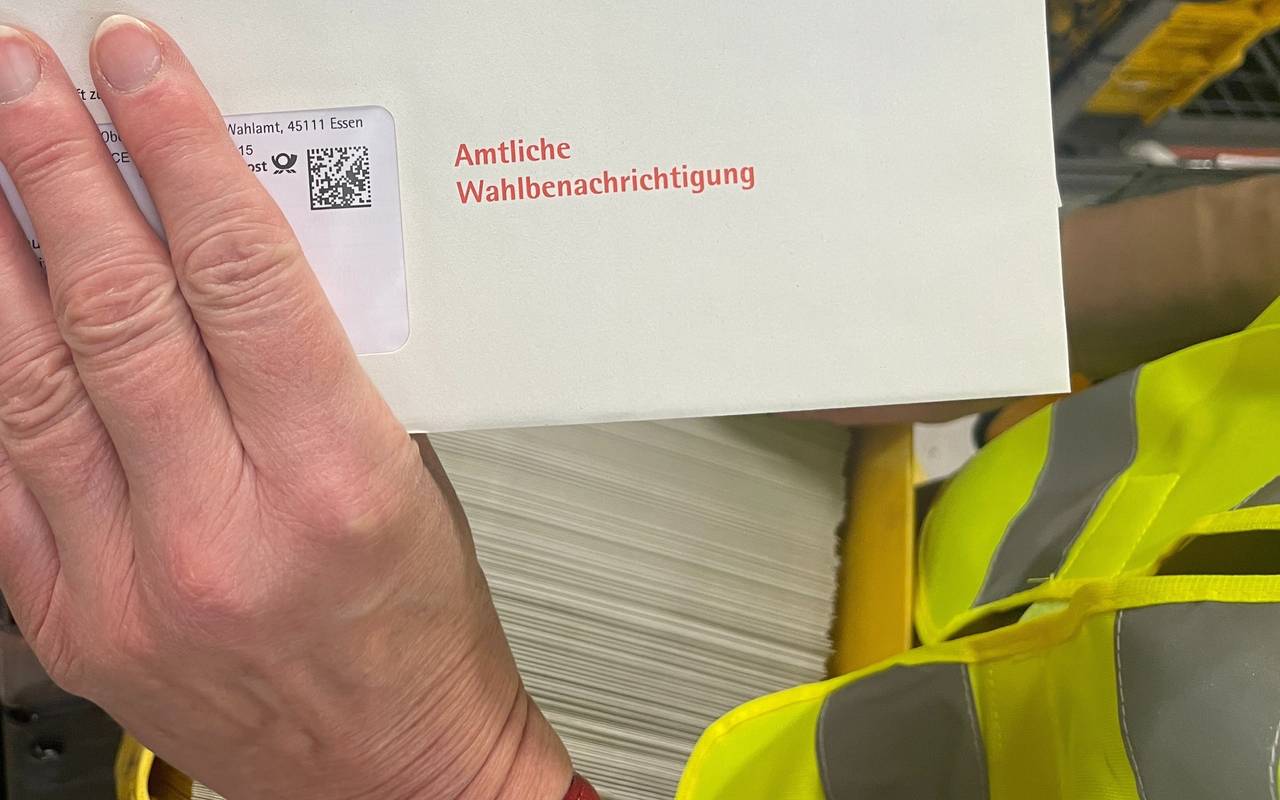 Wahlamt, 45111 Essen
15
Amtliche
Wahlbenachrichtigung